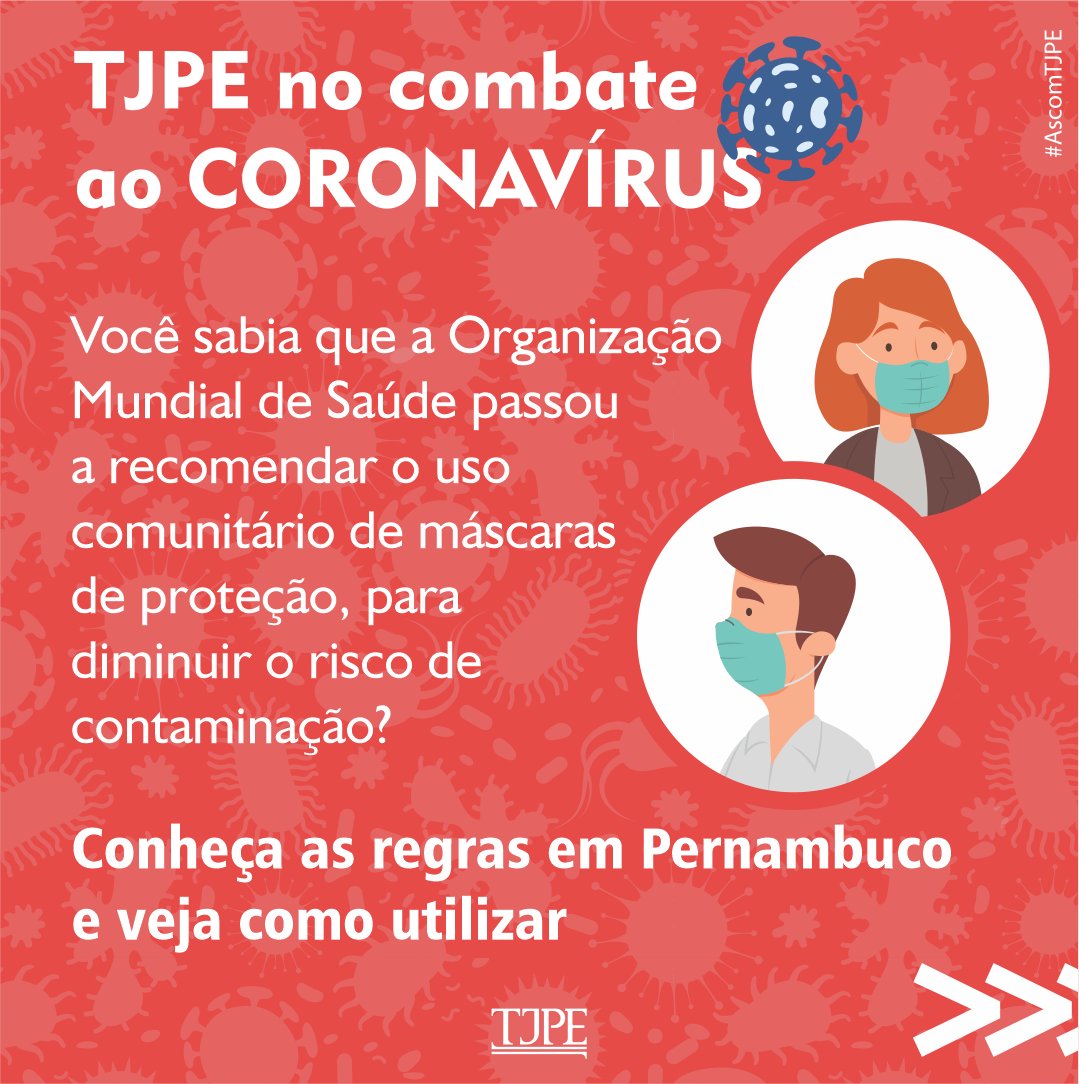 TJPE no combate
ao CORONAVÍRUS
#AscomTJPE
Você sabia que a Organização
Mundial de Saúde passou
a recomendar o uso
comunitário de máscaras
de proteção, para
diminuir o risco de
contaminação?
Conheça as regras em Pernambuco
e veja como utilizar
TJPE